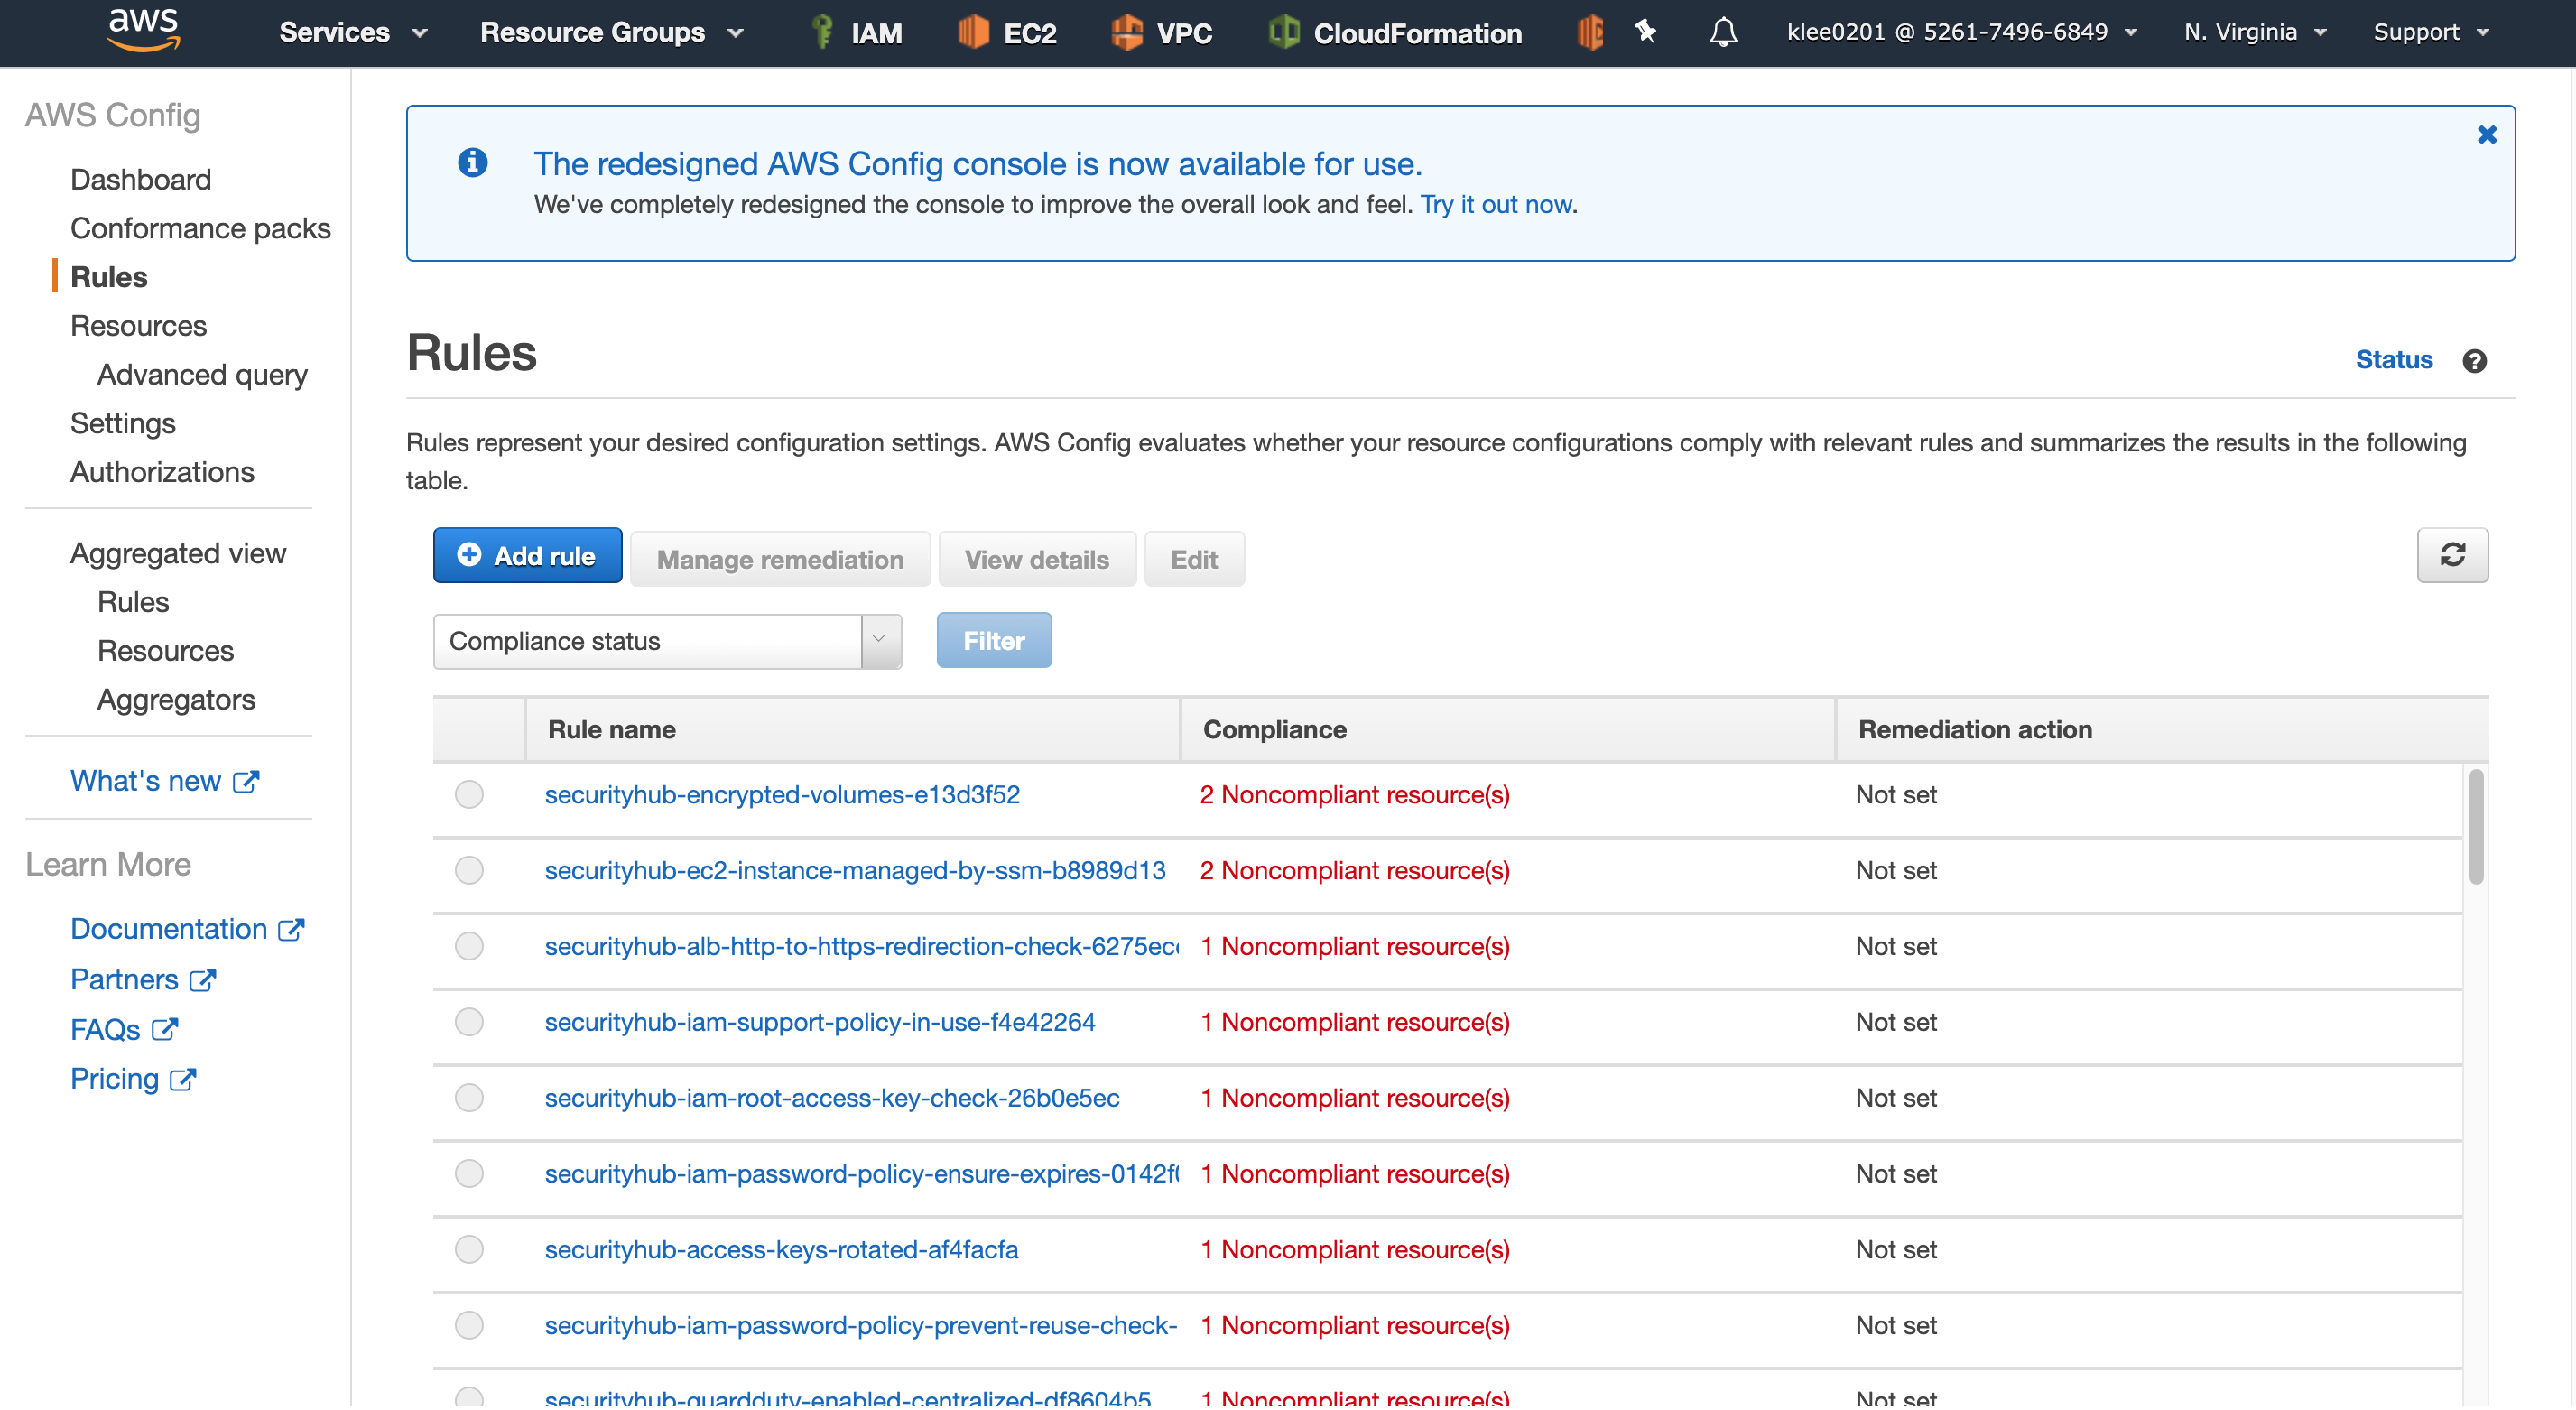 aws Services Resource Groups IAM EC2 VPC CloudFormation klee0201 @ 5261-7496-6849 N. Virginia Support
AWS Config
Dashboard
Conformance packs
Rules
Resources
Advanced query
Settings
Authorizations
Aggregated view
Rules
Resources
Aggregators
What's new
Learn More
Documentation
Partners
FAQs
Pricing
The redesigned AWS Config console is now available for use.
We've completely redesigned the console to improve the overall look and feel. Try it out now.
Rules
Status
Rules represent your desired configuration settings. AWS Config evaluates whether your resource configurations comply with relevant rules and summarizes the results in the following
table.
Add rule Manage remediation View details Edit
Compliance status Filter
Rule name Compliance Remediation action
securityhub-encrypted-volumes-e13d3f52 2 Noncompliant resource(s) Not set
securityhub-ec2-instance-managed-by-ssm-b8989d13 2 Noncompliant resource(s) Not set
securityhub-alb-http-to-https-redirection-check-6275ec 1 Noncompliant resource(s) Not set
securityhub-iam-support-policy-in-use-f4e42264 1 Noncompliant resource(s) Not set
securityhub-iam-root-access-key-check-26b0e5ec 1 Noncompliant resource(s) Not set
securityhub-iam-password-policy-ensure-expires-0142f 1 Noncompliant resource(s) Not set
securityhub-access-keys-rotated-af4facfa 1 Noncompliant resource(s) Not set
securityhub-iam-password-policy-prevent-reuse-check- 1 Noncompliant resource(s) Not set
securityhub-guardduty-enabled-centralized-df8604b5 1 Noncompliant resource(s) Not set